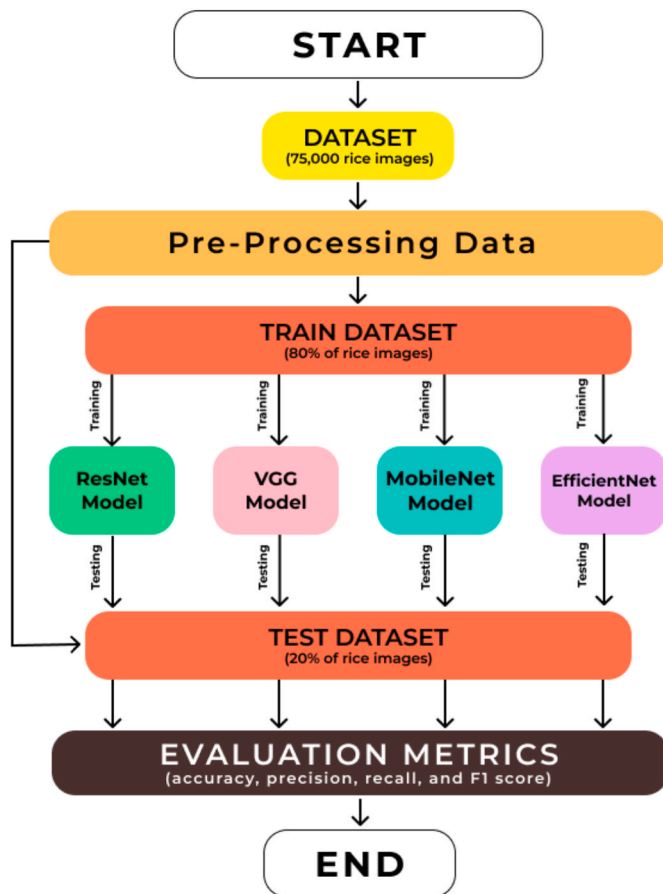 START
DATASET
(75,000 rice images)
Pre-Processing Data
TRAIN DATASET
(80% of rice images)
Training
Training
Training
Training
ResNet
Model
VGG
Model
MobileNet
Model
EfficientNet
Model
Testing
Testing
Testing
Testing
TEST DATASET
(20% of rice images)
EVALUATION METRICS
(accuracy, precision, recall, and F1 score)
END